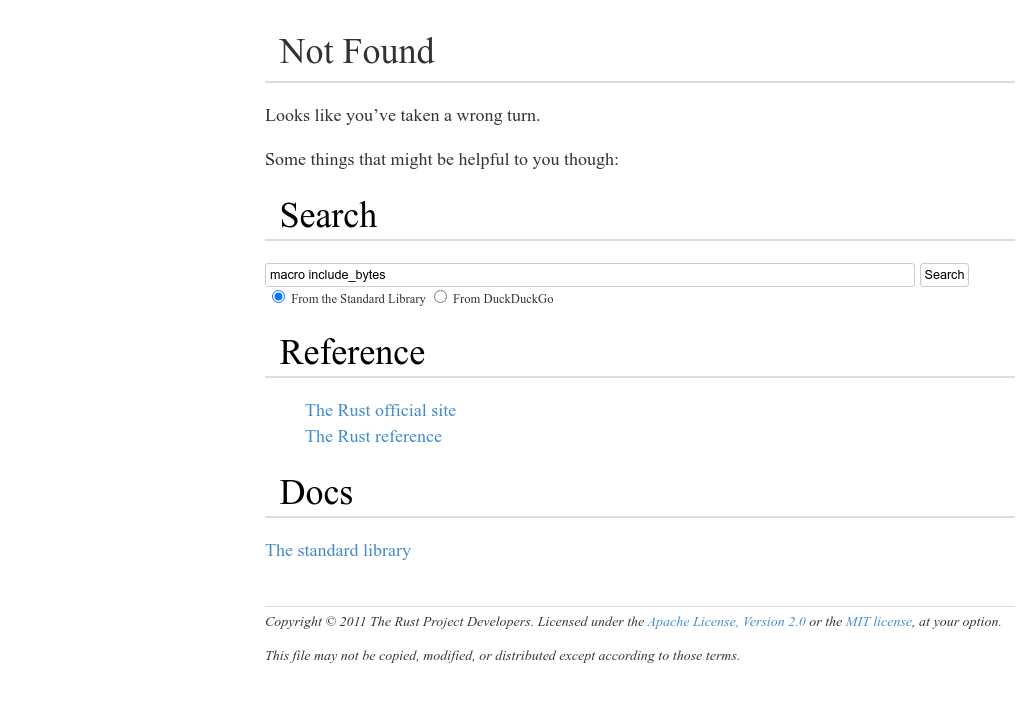 Not Found
Looks like you’ve taken a wrong turn.
Some things that might be helpful to you though:
Search
macro include_bytes Search
From the Standard Library From DuckDuckGo
Reference
The Rust official site
The Rust reference
Docs
The standard library
Copyright © 2011 The Rust Project Developers. Licensed under the Apache License, Version 2.0 or the MIT license, at your option.
This file may not be copied, modified, or distributed except according to those terms.